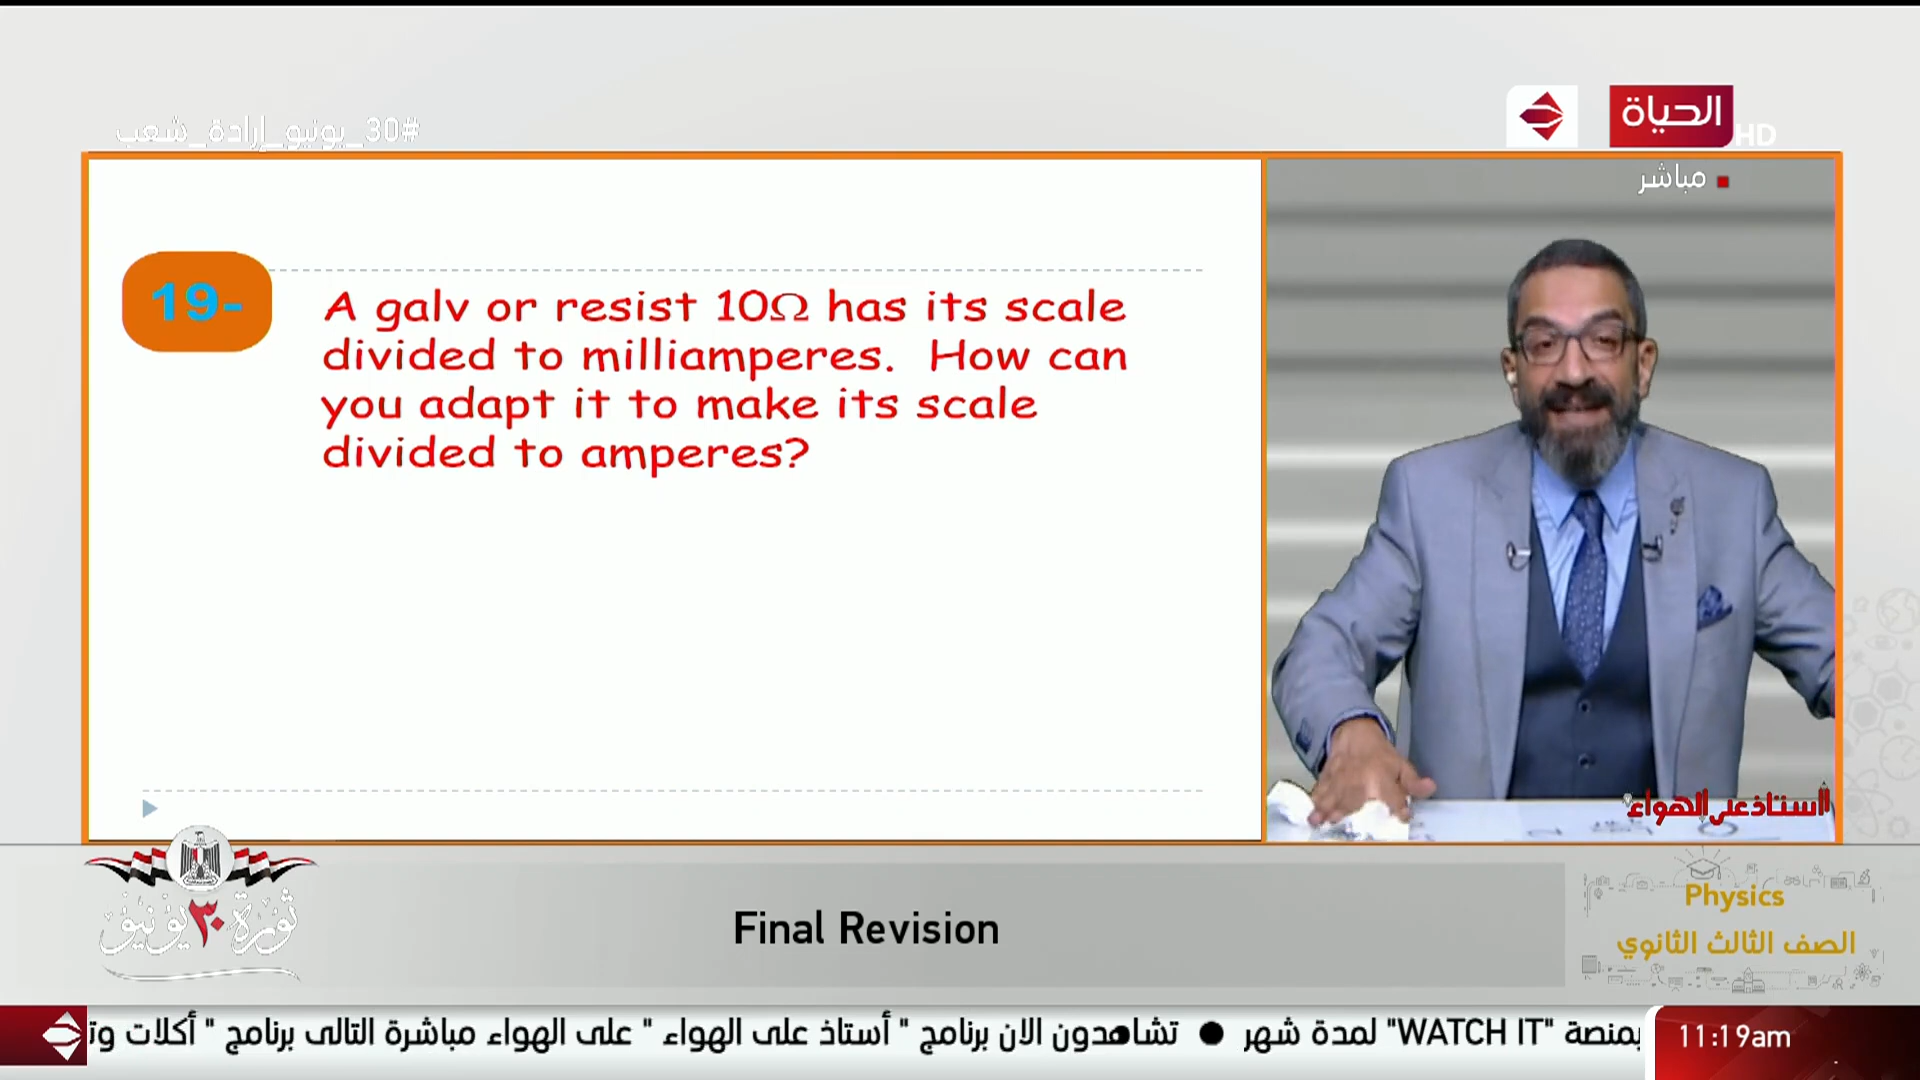 #30_يونيو_إرادة_شعب
الحياة
HD
مباشر
19-
A galv or resist 10Ω has its scale
divided to milliamperes. How can
you adapt it to make its scale
divided to amperes?
أستاذ على الهواء
ثورة ٣٠ يونيو
Final Revision
Physics
الصف الثالث الثانوي
بمنصة "WATCH IT" لمدة شهر ● تشاهدون الان برنامج " أستاذ على الهواء " على الهواء مباشرة التالى برنامج " أكلات وت
11:19am